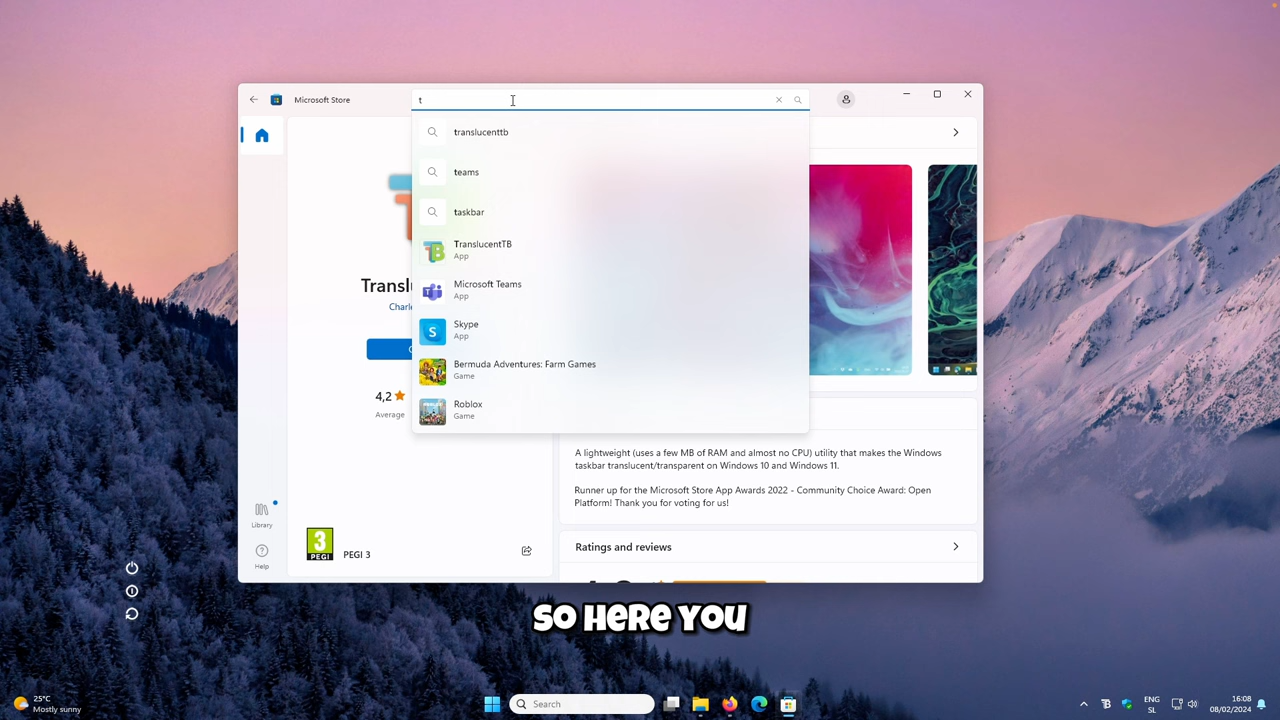 Microsoft Store
t
translucenttb
teams
taskbar
TranslucentTB
App
Microsoft Teams
App
Skype
App
Bermuda Adventures: Farm Games
Game
Roblox
Game
Transl
Charle
4,2
Average
A lightweight (uses a few MB of RAM and almost no CPU) utility that makes the Windows
taskbar translucent/transparent on Windows 10 and Windows 11.
Runner up for the Microsoft Store App Awards 2022 - Community Choice Award: Open
Platform! Thank you for voting for us!
Ratings and reviews
Library
Help
3
PEGI
PEGI 3
SO HERE YOU
25°C
Mostly sunny
Search
ENG
SL
16:08
08/02/2024